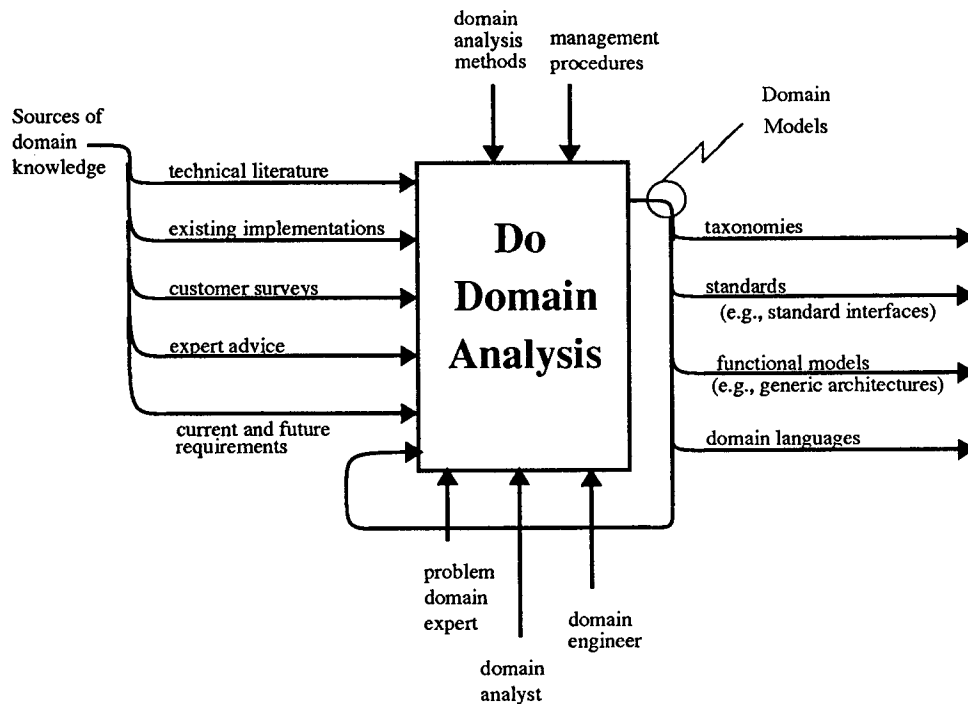 domain
analysis
methods
management
procedures
Domain
Models
Sources of
domain
knowledge
technical literature
existing implementations
customer surveys
expert advice
current and future
requirements
Do
Domain
Analysis
taxonomies
standards
(e.g., standard interfaces)
functional models
(e.g., generic architectures)
domain languages
problem
domain
expert
domain
analyst
domain
engineer